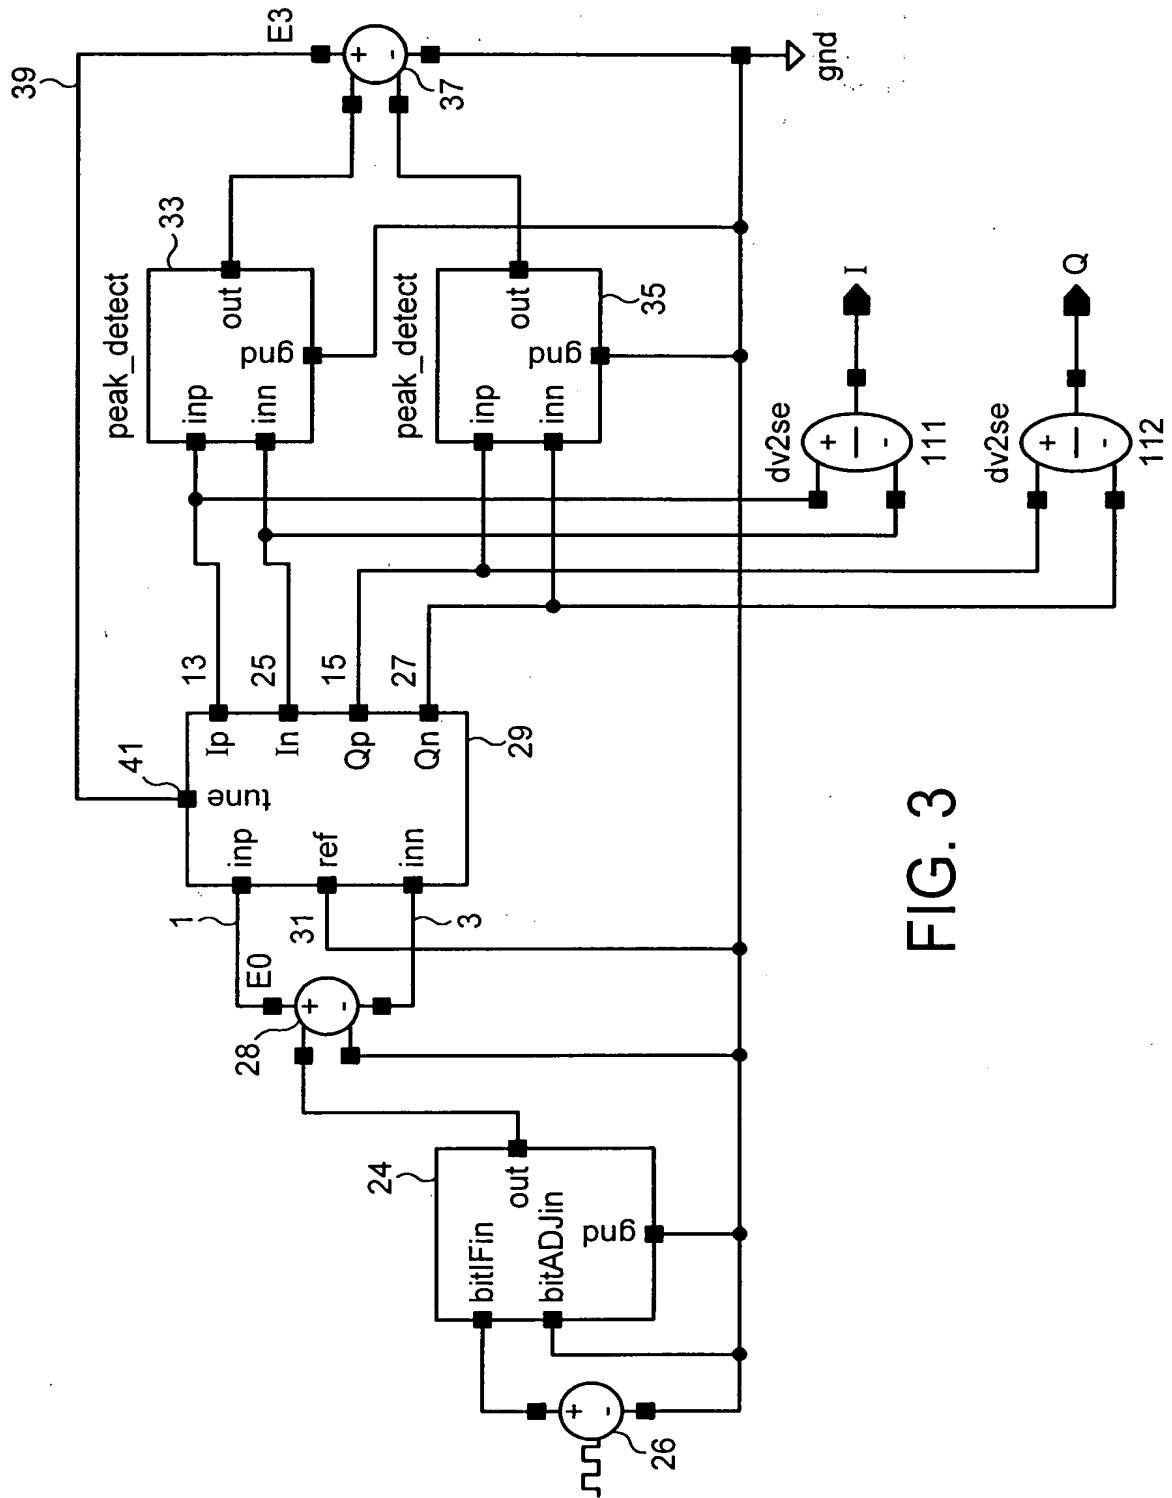 39
E3
+
-
37
33
peak_detect
inp
inn
out
gnd
peak_detect
inp
inn
out
gnd
35
gnd
41
tune
inp
ref
inn
Ip
In
Qp
Qn
13
25
15
27
29
1
31
3
E0
+
-
28
24
bitIFin
bitADJin
out
gnd
+
-
26
dv2se
+
-
111
I
dv2se
+
-
112
Q
FIG. 3